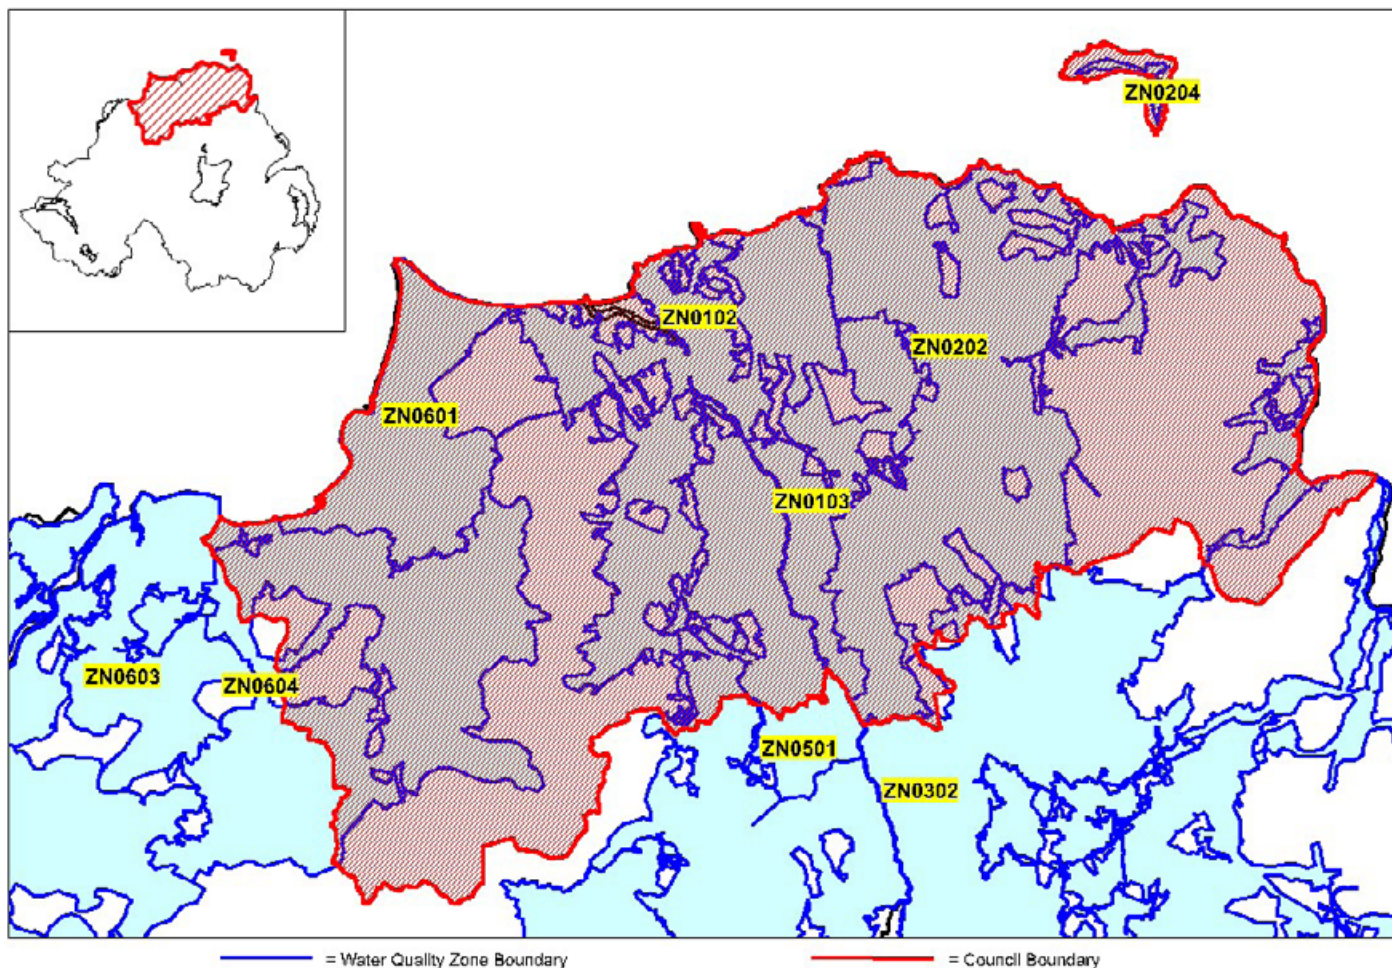 ZN0204
ZN0102
ZN0202
ZN0601
ZN0103
ZN0603
ZN0604
ZN0501
ZN0302
= Water Quality Zone Boundary
= Council Boundary